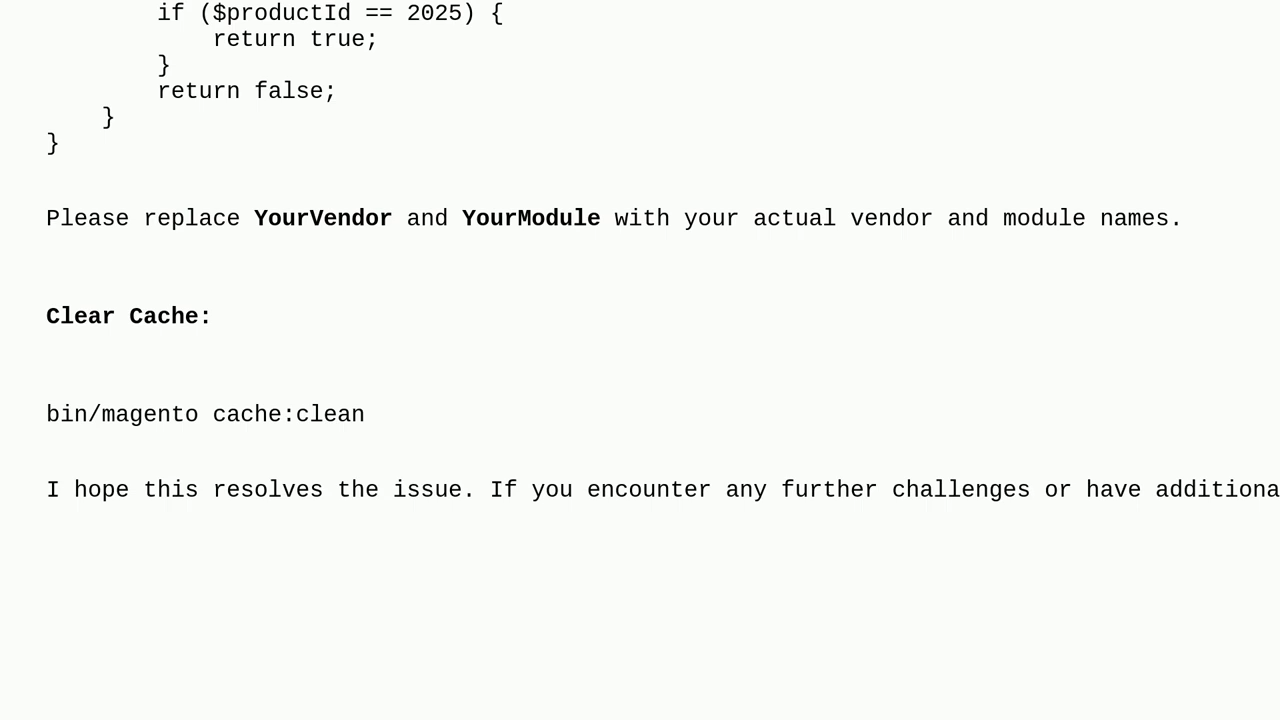 if ($productId == 2025) {
return true;
}
return false;
}
}
Please replace YourVendor and YourModule with your actual vendor and module names.
Clear Cache:
bin/magento cache:clean
I hope this resolves the issue. If you encounter any further challenges or have additiona